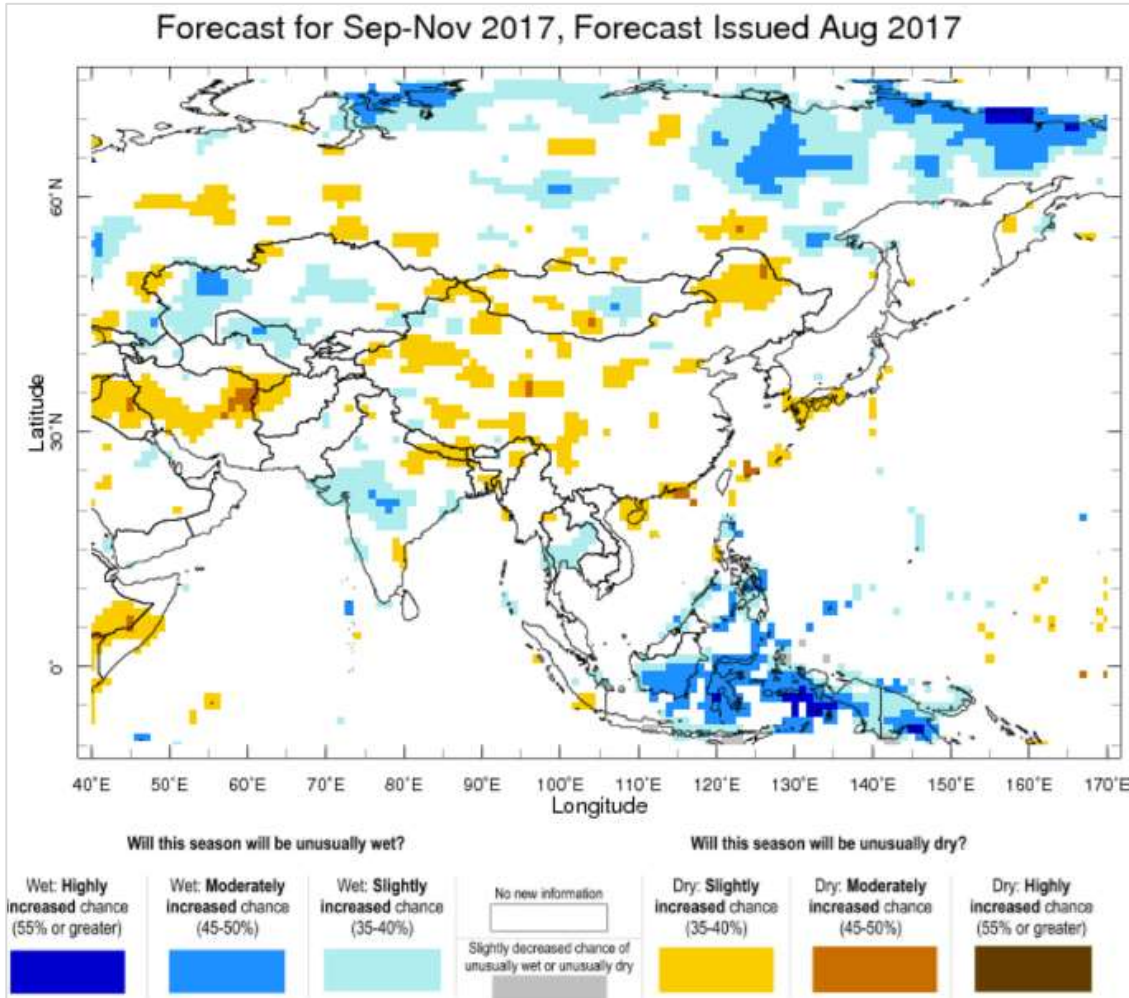 Forecast for Sep-Nov 2017, Forecast Issued Aug 2017
Latitude
60°N
30°N
0°
40°E 50°E 60°E 70°E 80°E 90°E 100°E 110°E 120°E 130°E 140°E 150°E 160°E 170°E
Longitude
Will this season will be unusually wet?
Will this season will be unusually dry?
Wet: Highly
increased chance
(55% or greater)
Wet: Moderately
increased chance
(45-50%)
Wet: Slightly
increased chance
(35-40%)
No new information
Slightly decreased chance of
unusually wet or unusually dry
Dry: Slightly
increased chance
(35-40%)
Dry: Moderately
increased chance
(45-50%)
Dry: Highly
increased chance
(55% or greater)